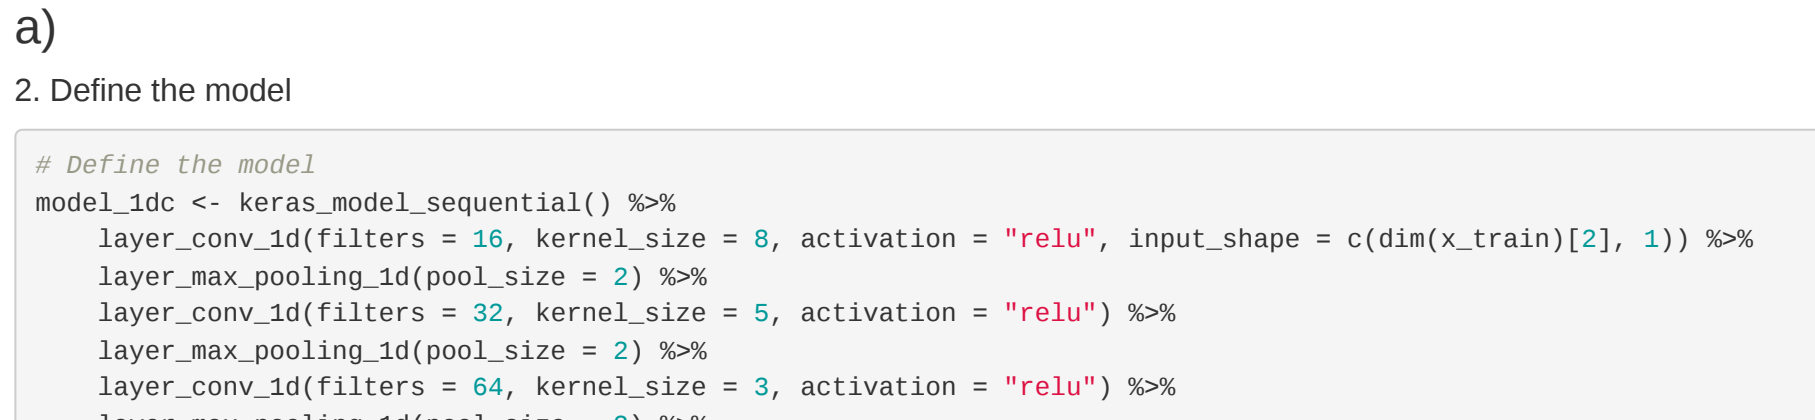 a)
2. Define the model
# Define the model
model_1dc <- keras_model_sequential() %>%
    layer_conv_1d(filters = 16, kernel_size = 8, activation = "relu", input_shape = c(dim(x_train)[2], 1)) %>%
    layer_max_pooling_1d(pool_size = 2) %>%
    layer_conv_1d(filters = 32, kernel_size = 5, activation = "relu") %>%
    layer_max_pooling_1d(pool_size = 2) %>%
    layer_conv_1d(filters = 64, kernel_size = 3, activation = "relu") %>%